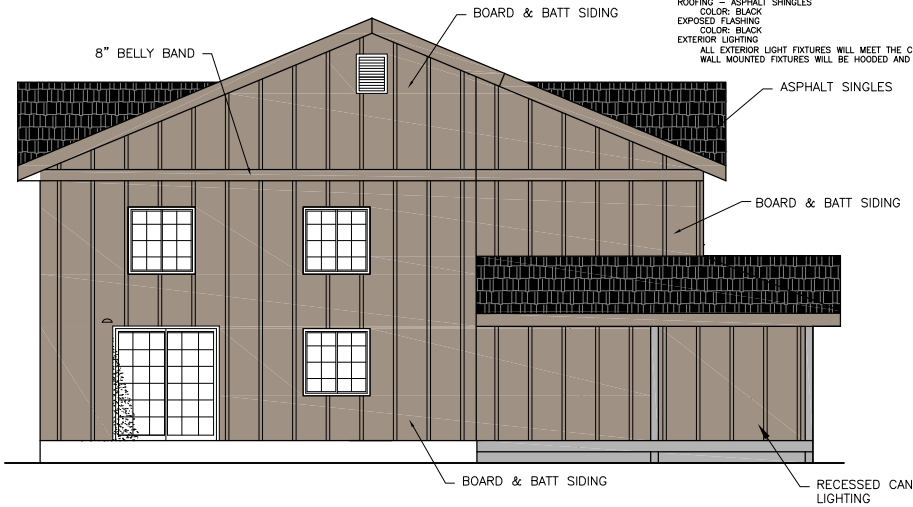 ROOFING – ASPHALT SHINGLES
COLOR: BLACK
EXPOSED FLASHING
COLOR: BLACK
EXTERIOR LIGHTING
ALL EXTERIOR LIGHT FIXTURES WILL MEET THE C
WALL MOUNTED FIXTURES WILL BE HOODED AND
BOARD & BATT SIDING
8" BELLY BAND
ASPHALT SINGLES
BOARD & BATT SIDING
BOARD & BATT SIDING
RECESSED CAN
LIGHTING